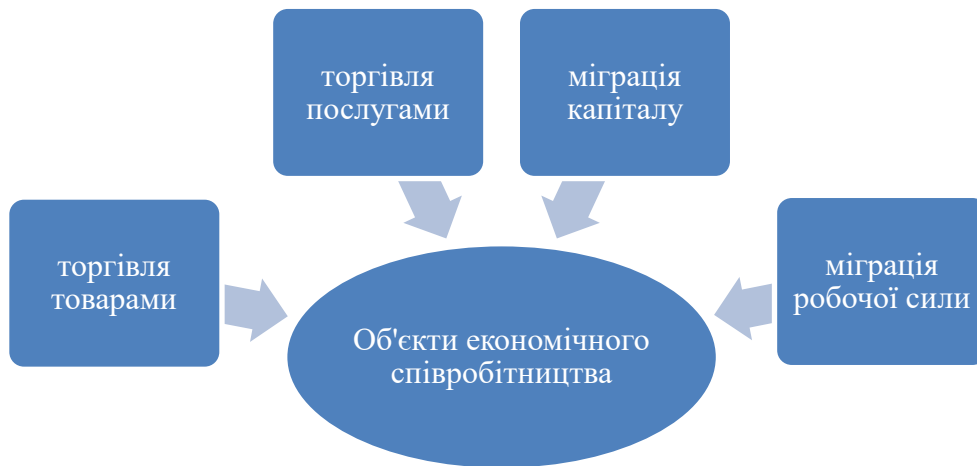 торгівля
послугами
міграція
капіталу
торгівля
товарами
міграція
робочої сили
Об'єкти економічного
співробітництва